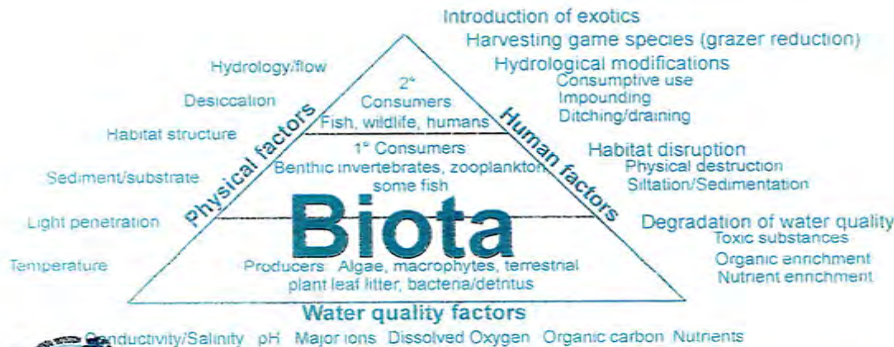 Introduction of exotics
Harvesting game species (grazer reduction)
Hydrological modifications
Consumptive use
Impounding
Ditching/draining
Habitat disruption
Physical destruction
Siltation/Sedimentation
Degradation of water quality
Toxic substances
Organic enrichment
Nutrient enrichment
Human factors
Hydrology/flow
Desiccation
Habitat structure
Sediment/substrate
Light penetration
Temperature
Physical factors
2°
Consumers
Fish, wildlife, humans
1° Consumers
Benthic invertebrates, zooplankton
some fish
Biota
Producers Algae, macrophytes, terrestrial
plant leaf litter, bacteria/detritus
Water quality factors
Conductivity/Salinity pH Major ions Dissolved Oxygen Organic carbon Nutrients